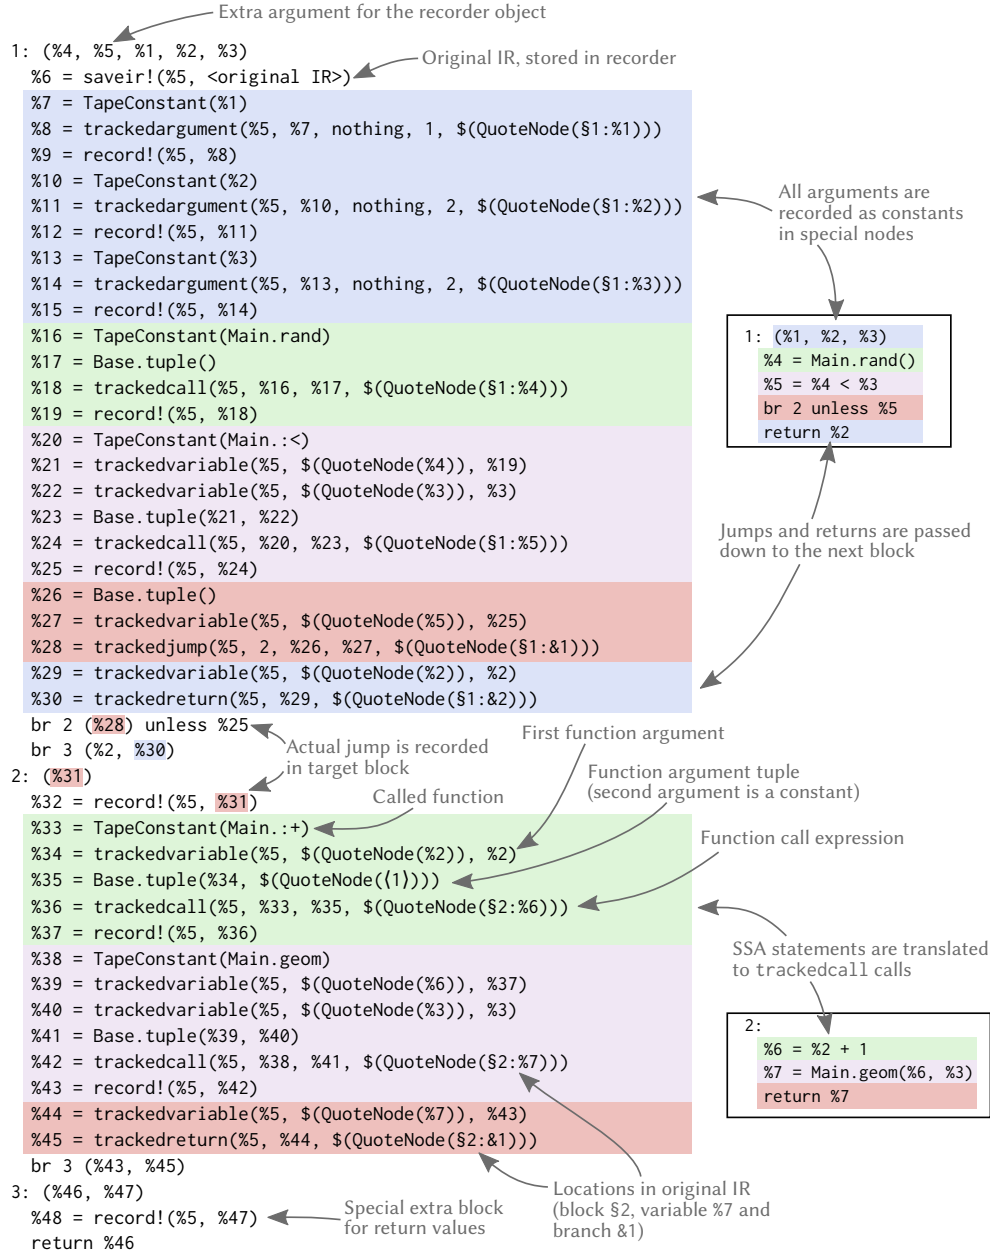 Extra argument for the recorder object
1: (%4, %5, %1, %2, %3)
%6 = saveir!(%5, <original IR>)
Original IR, stored in recorder
%7 = TapeConstant(%1)
%8 = trackedargument(%5, %7, nothing, 1, $(QuoteNode(§1:%1)))
%9 = record!(%5, %8)
%10 = TapeConstant(%2)
%11 = trackedargument(%5, %10, nothing, 2, $(QuoteNode(§1:%2)))
%12 = record!(%5, %11)
%13 = TapeConstant(%3)
%14 = trackedargument(%5, %13, nothing, 2, $(QuoteNode(§1:%3)))
%15 = record!(%5, %14)
%16 = TapeConstant(Main.rand)
%17 = Base.tuple()
%18 = trackedcall(%5, %16, %17, $(QuoteNode(§1:%4)))
%19 = record!(%5, %18)
%20 = TapeConstant(Main.:<)
%21 = trackedvariable(%5, $(QuoteNode(%4)), %19)
%22 = trackedvariable(%5, $(QuoteNode(%3)), %3)
%23 = Base.tuple(%21, %22)
%24 = trackedcall(%5, %20, %23, $(QuoteNode(§1:%5)))
%25 = record!(%5, %24)
%26 = Base.tuple()
%27 = trackedvariable(%5, $(QuoteNode(%5)), %25)
%28 = trackedjump(%5, 2, %26, %27, $(QuoteNode(§1:&1)))
%29 = trackedvariable(%5, $(QuoteNode(%2)), %2)
%30 = trackedreturn(%5, %29, $(QuoteNode(§1:&2)))
br 2 (%28) unless %25
br 3 (%2, %30)
All arguments are
recorded as constants
in special nodes
1: (%1, %2, %3)
%4 = Main.rand()
%5 = %4 < %3
br 2 unless %5
return %2
Jumps and returns are passed
down to the next block
Actual jump is recorded
in target block
2: (%31)
%32 = record!(%5, %31)
%33 = TapeConstant(Main.:+)
%34 = trackedvariable(%5, $(QuoteNode(%2)), %2)
%35 = Base.tuple(%34, $(QuoteNode(⟨1⟩)))
%36 = trackedcall(%5, %33, %35, $(QuoteNode(§2:%6)))
%37 = record!(%5, %36)
%38 = TapeConstant(Main.geom)
%39 = trackedvariable(%5, $(QuoteNode(%6)), %37)
%40 = trackedvariable(%5, $(QuoteNode(%3)), %3)
%41 = Base.tuple(%39, %40)
%42 = trackedcall(%5, %38, %41, $(QuoteNode(§2:%7)))
%43 = record!(%5, %42)
%44 = trackedvariable(%5, $(QuoteNode(%7)), %43)
%45 = trackedreturn(%5, %44, $(QuoteNode(§2:&1)))
br 3 (%43, %45)
First function argument
Function argument tuple
(second argument is a constant)
Called function
Function call expression
SSA statements are translated
to trackedcall calls
2:
%6 = %2 + 1
%7 = Main.geom(%6, %3)
return %7
3: (%46, %47)
%48 = record!(%5, %47)
return %46
Special extra block
for return values
Locations in original IR
(block §2, variable %7 and
branch &1)